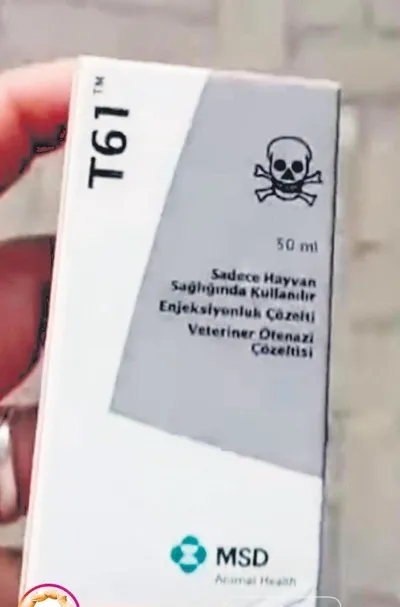 T61™
50 ml
Sadece Hayvan
Sağlığında Kullanılır
Enjeksiyonluk Çözelti
Veteriner Ötenazi
Çözeltisi
MSD
Animal Health